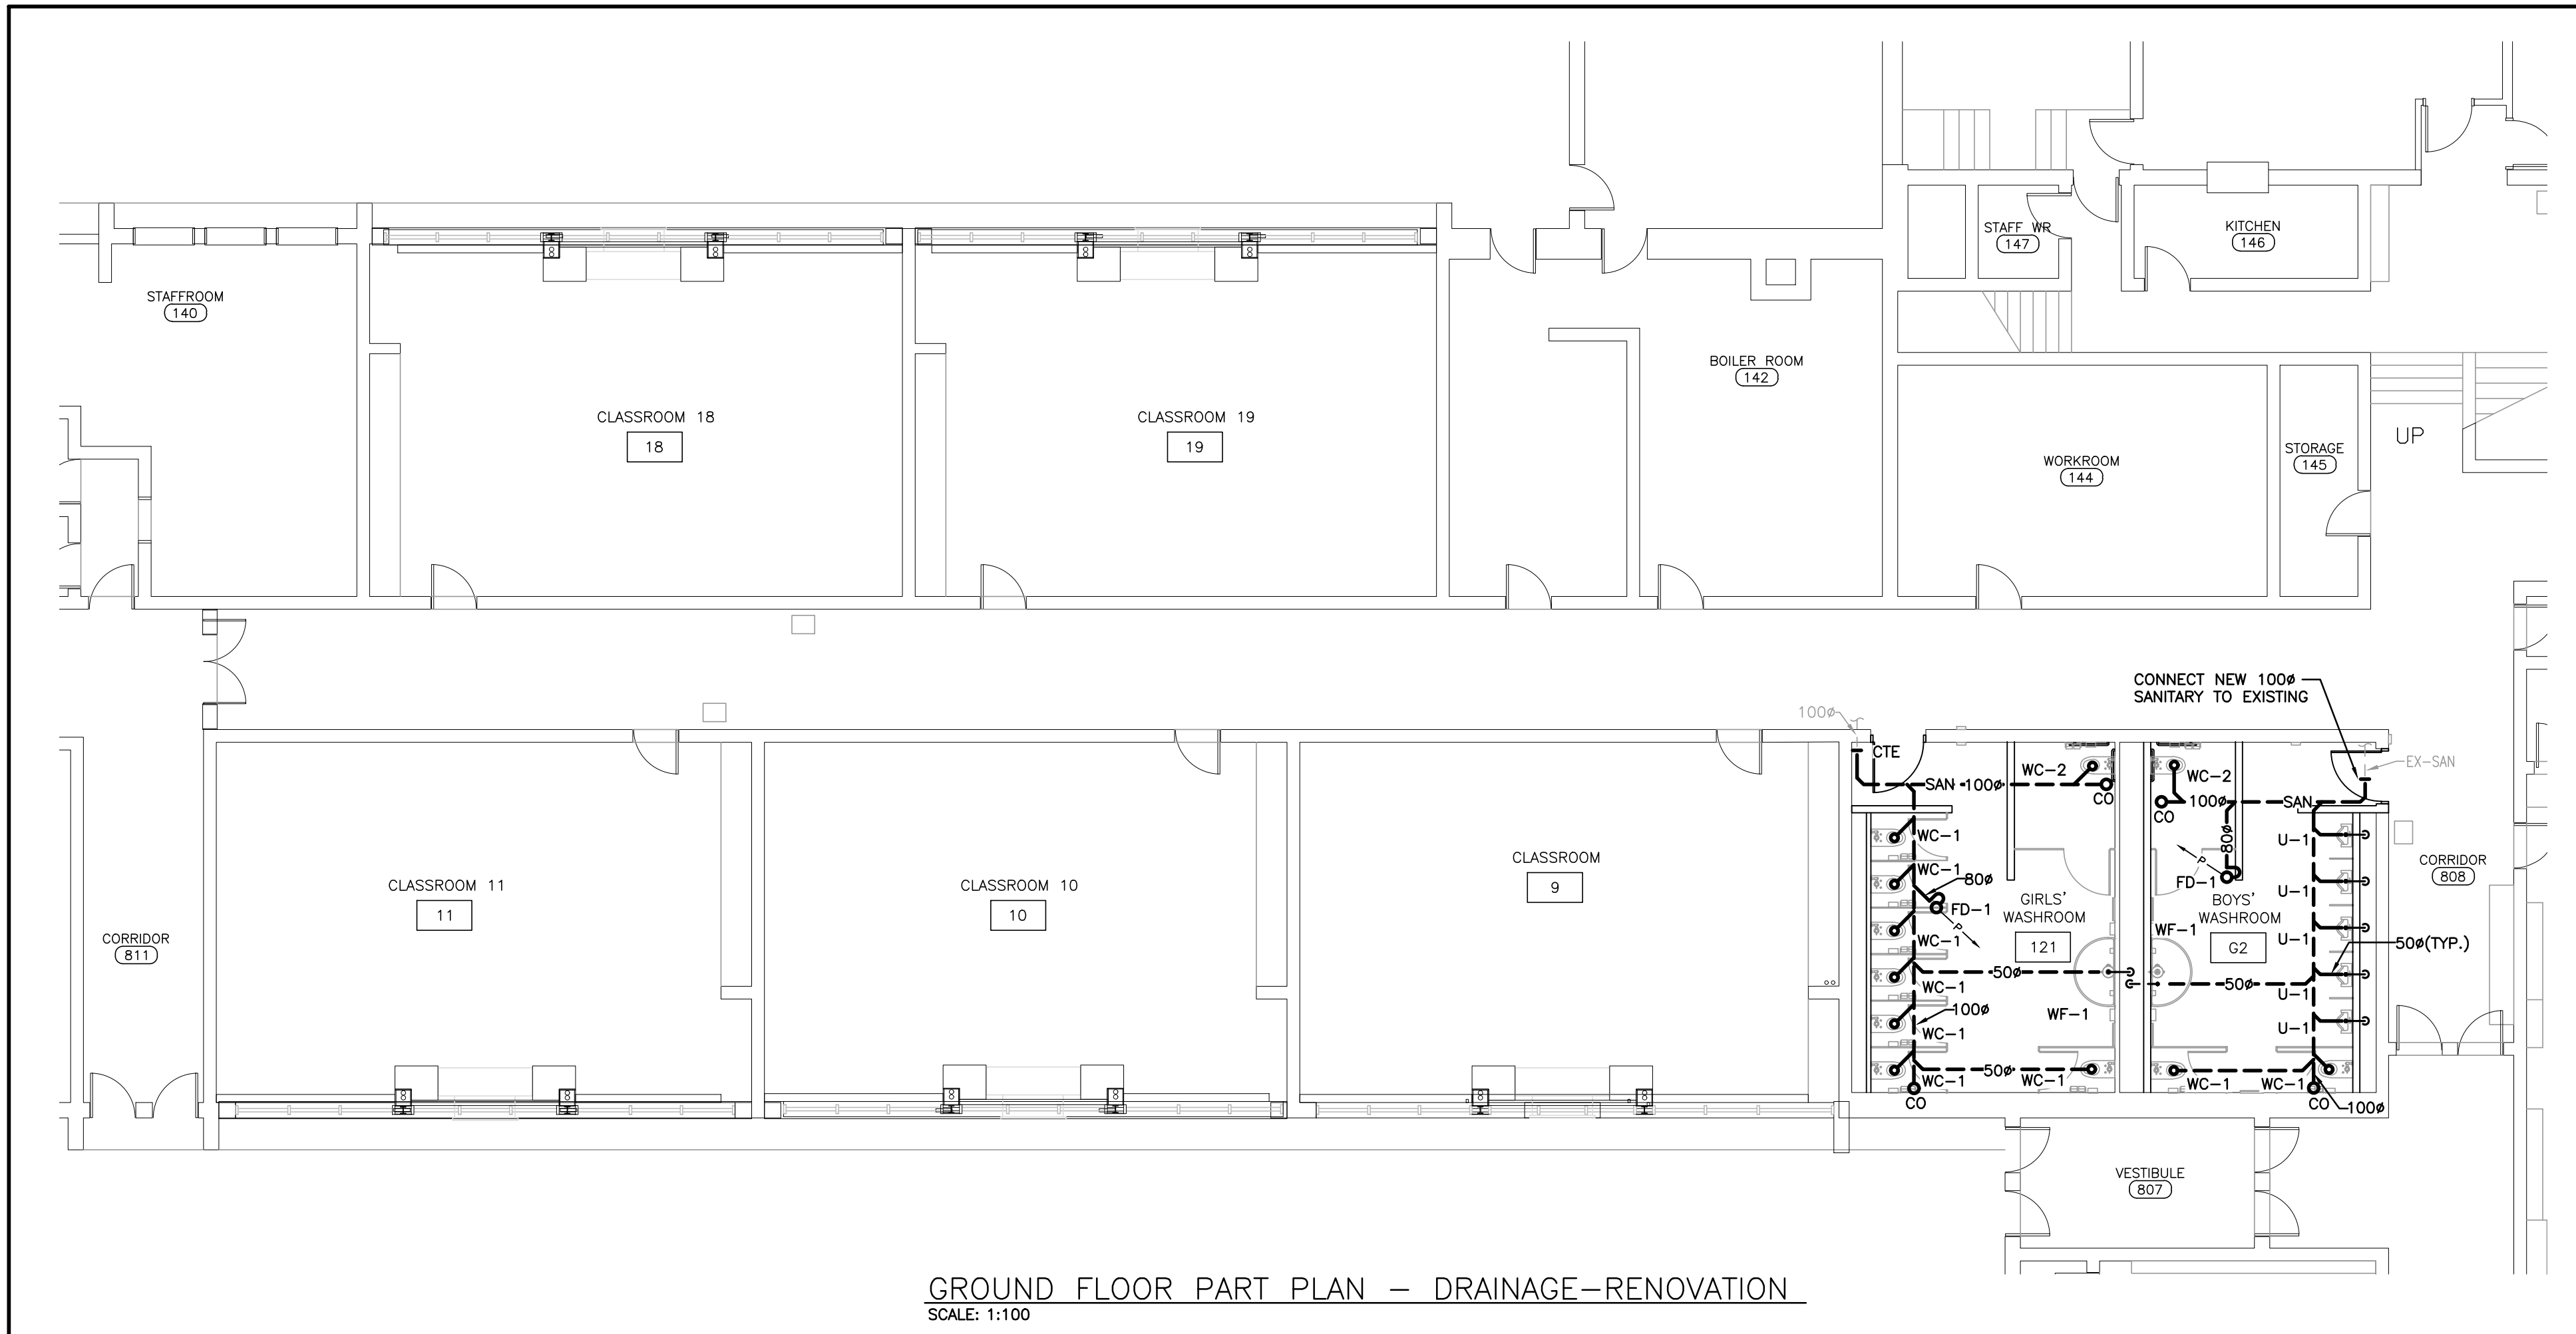 STAFF WR
147
KITCHEN
146
STAFFROOM
140
BOILER ROOM
142
CLASSROOM 18
18
CLASSROOM 19
19
UP
STORAGE
145
WORKROOM
144
CONNECT NEW 100ø
SANITARY TO EXISTING
100ø
CTE
EX-SAN
WC-2
WC-2
SAN
100ø
CO
100ø
SAN
CO
WC-1
80ø
U-1
CLASSROOM
9
WC-1
80ø
P
FD-1
U-1
CORRIDOR
808
CLASSROOM 11
11
CLASSROOM 10
10
FD-1
P
GIRLS'
WASHROOM
121
BOYS'
WASHROOM
G2
WF-1
WC-1
U-1
50ø(TYP.)
CORRIDOR
811
50ø
50ø
WC-1
U-1
100ø
WF-1
WC-1
U-1
50ø
WC-1
WC-1
WC-1
WC-1
CO
CO
100ø
VESTIBULE
807
GROUND FLOOR PART PLAN - DRAINAGE-RENOVATION
SCALE: 1:100